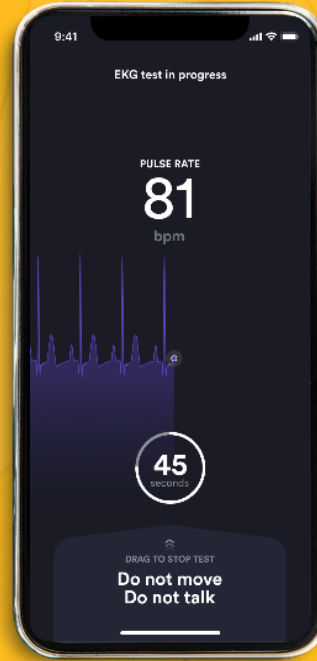 9:41
EKG test in progress
PULSE RATE
81
bpm
45
seconds
DRAG TO STOP TEST
Do not move
Do not talk